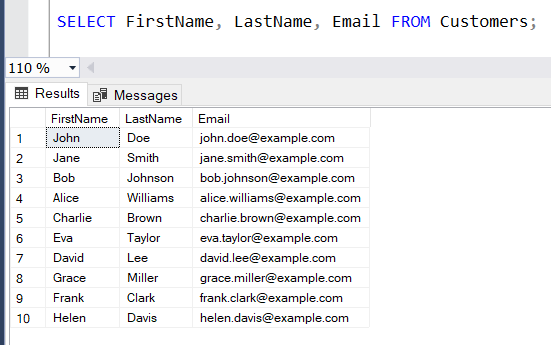 SELECT FirstName, LastName, Email FROM Customers;
110 %
Results Messages
FirstName LastName Email
1 John Doe john.doe@example.com
2 Jane Smith jane.smith@example.com
3 Bob Johnson bob.johnson@example.com
4 Alice Williams alice.williams@example.com
5 Charlie Brown charlie.brown@example.com
6 Eva Taylor eva.taylor@example.com
7 David Lee david.lee@example.com
8 Grace Miller grace.miller@example.com
9 Frank Clark frank.clark@example.com
10 Helen Davis helen.davis@example.com